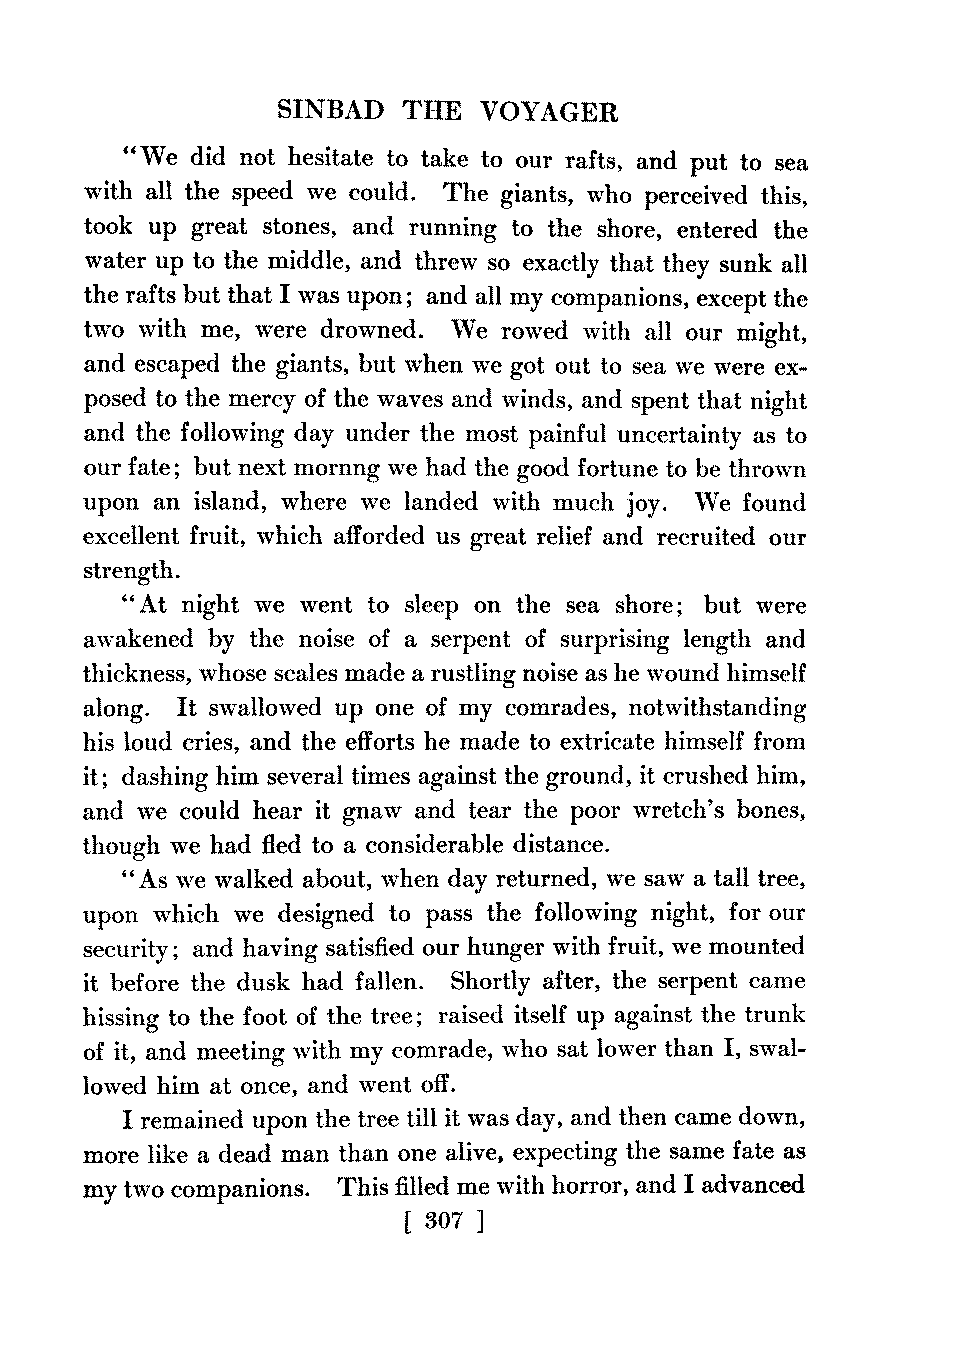 SINBAD THE VOYAGER
“We did not hesitate to take to our rafts, and put to sea
with all the speed we could. The giants, who perceived this,
took up great stones, and running to the shore, entered the
water up to the middle, and threw so exactly that they sunk all
the rafts but that I was upon; and all my companions, except the
two with me, were drowned. We rowed with all our might,
and escaped the giants, but when we got out to sea we were ex-
posed to the mercy of the waves and winds, and spent that night
and the following day under the most painful uncertainty as to
our fate; but next mornng we had the good fortune to be thrown
upon an island, where we landed with much joy. We found
excellent fruit, which afforded us great relief and recruited our
strength.
“At night we went to sleep on the sea shore; but were
awakened by the noise of a serpent of surprising length and
thickness, whose scales made a rustling noise as he wound himself
along. It swallowed up one of my comrades, notwithstanding
his loud cries, and the efforts he made to extricate himself from
it; dashing him several times against the ground, it crushed him,
and we could hear it gnaw and tear the poor wretch’s bones,
though we had fled to a considerable distance.
“As we walked about, when day returned, we saw a tall tree,
upon which we designed to pass the following night, for our
security; and having satisfied our hunger with fruit, we mounted
it before the dusk had fallen. Shortly after, the serpent came
hissing to the foot of the tree; raised itself up against the trunk
of it, and meeting with my comrade, who sat lower than I, swal-
lowed him at once, and went off.
I remained upon the tree till it was day, and then came down,
more like a dead man than one alive, expecting the same fate as
my two companions. This filled me with horror, and I advanced
[ 307 ]